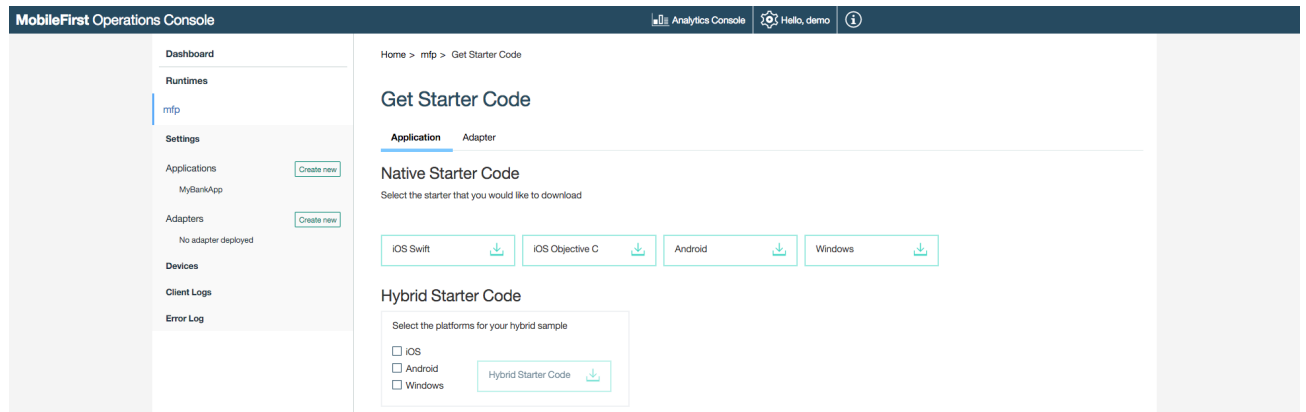 MobileFirst Operations Console
Analytics Console
Hello, demo
Dashboard
Runtimes
mfp
Settings
Applications
Create new
MyBankApp
Adapters
Create new
No adapter deployed
Devices
Client Logs
Error Log
Home > mfp > Get Starter Code
Get Starter Code
Application Adapter
Native Starter Code
Select the starter that you would like to download
iOS Swift
iOS Objective C
Android
Windows
Hybrid Starter Code
Select the platforms for your hybrid sample
iOS
Android
Windows
Hybrid Starter Code